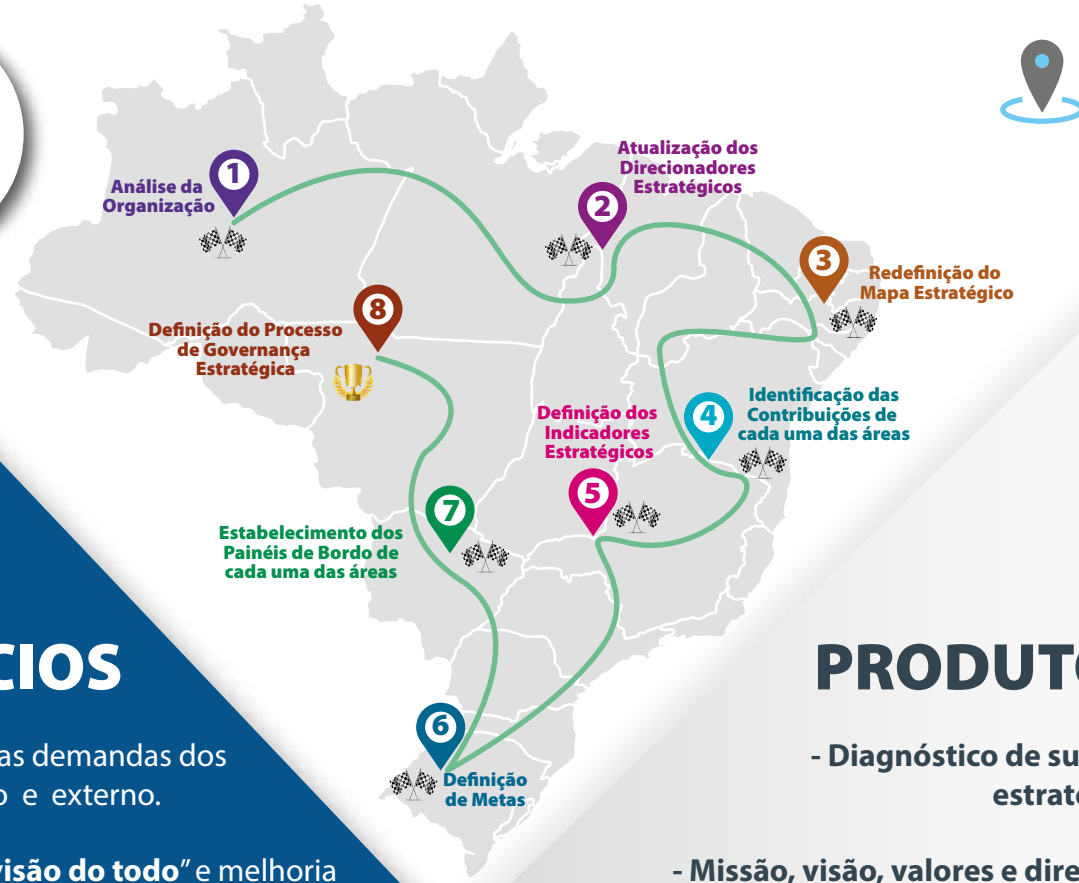 1
Análise da
Organização
Atualização dos
Direcionadores
Estratégicos
2
3
Redefinição do
Mapa Estratégico
8
Definição do Processo
de Governança
Estratégica
Identificação das
Contribuições de
cada uma das áreas
4
Definição dos
Indicadores
Estratégicos
5
7
Estabelecimento dos
Painéis de Bordo de
cada uma das áreas
6
Definição
de Metas
CIOS
as demandas dos
o e externo.
visão do todo" e melhoria
PRODUTO
- Diagnóstico de su
estraté
- Missão, visão, valores e dire